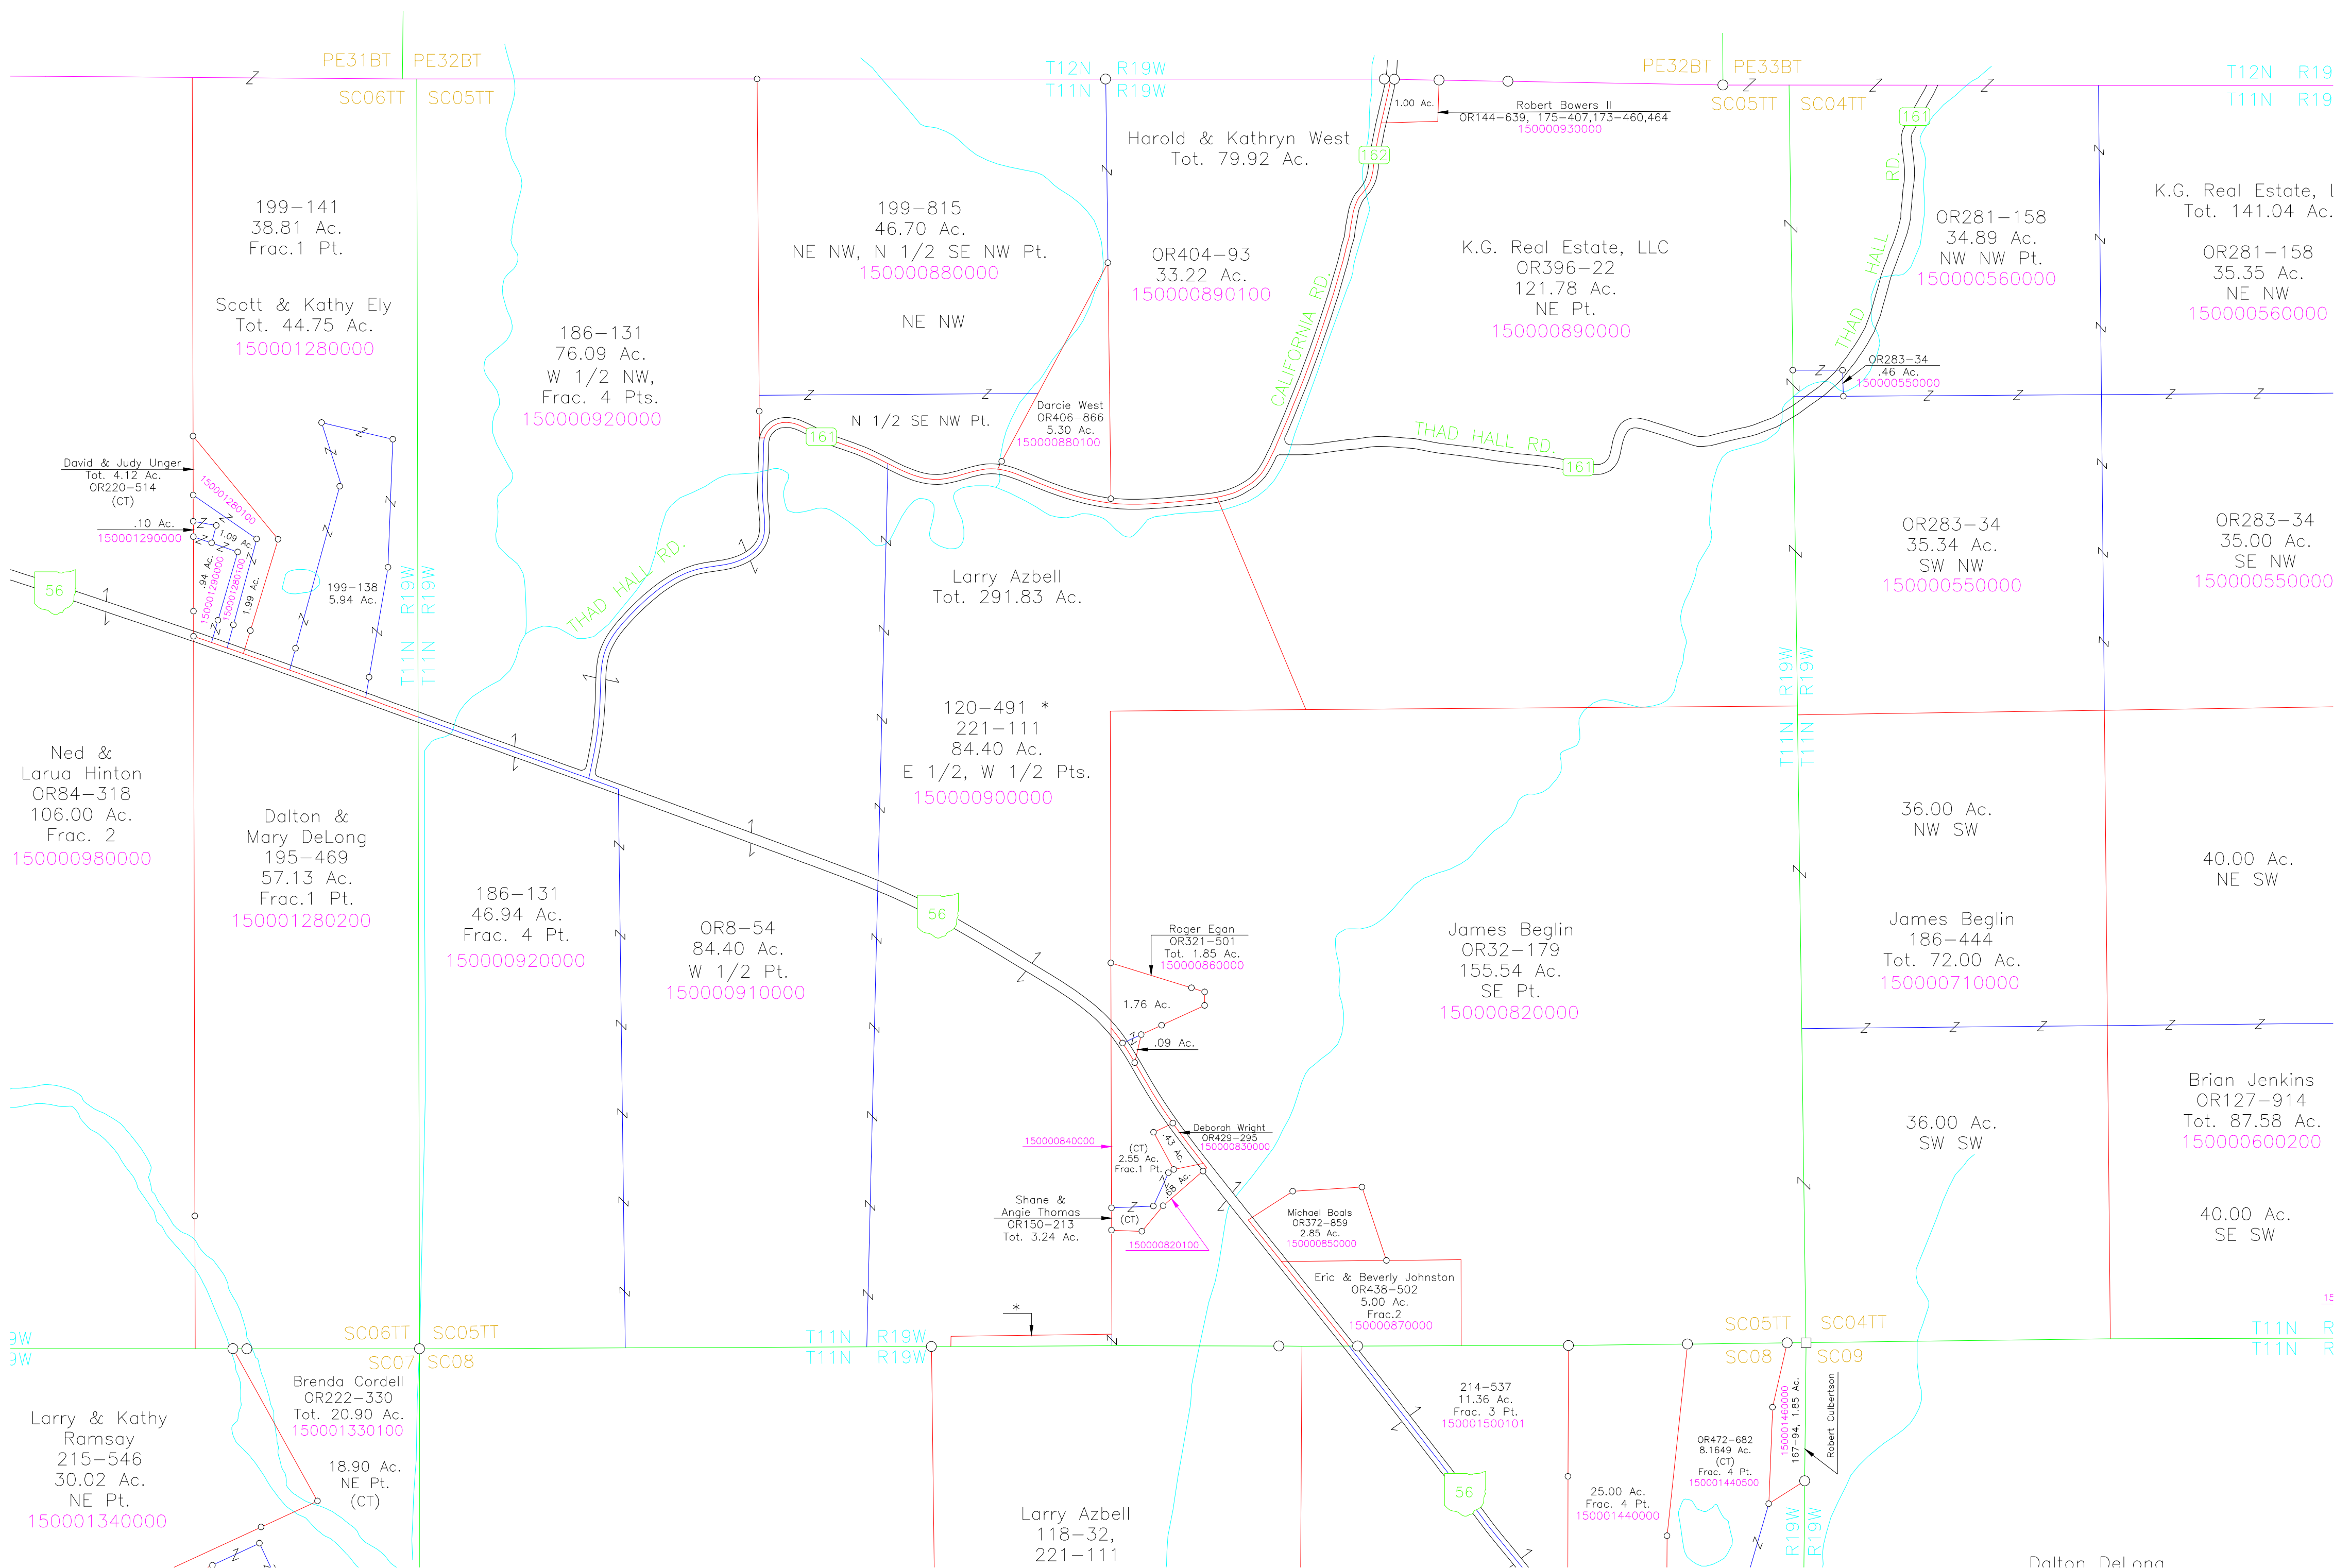 PE31BT PE32BT
SC06TT SC05TT
T12N R19W
T11N R19W
PE32BT PE33BT
SC05TT SC04TT
T12N R19
T11N R19
199-141
38.81 Ac.
Frac.1 Pt.
Scott & Kathy Ely
Tot. 44.75 Ac.
150001280000
186-131
76.09 Ac.
W 1/2 NW,
Frac. 4 Pts.
150000920000
199-815
46.70 Ac.
NE NW, N 1/2 SE NW Pt.
150000880000
NE NW
N 1/2 SE NW Pt.
Darcie West
OR406-866
5.30 Ac.
150000880100
Harold & Kathryn West
Tot. 79.92 Ac.
OR404-93
33.22 Ac.
150000890100
1.00 Ac.
Robert Bowers II
OR144-639, 175-407,173-460,464
150000930000
162
CALIFORNIA RD.
K.G. Real Estate, LLC
OR396-22
121.78 Ac.
NE Pt.
150000890000
161
THAD HALL RD.
OR281-158
34.89 Ac.
NW NW Pt.
150000560000
K.G. Real Estate, L
Tot. 141.04 Ac.
OR281-158
35.35 Ac.
NE NW
150000560000
OR283-34
.46 Ac.
150000550000
161
THAD HALL RD.
161
THAD HALL RD.
David & Judy Unger
Tot. 4.12 Ac.
OR220-514
(CT)
.10 Ac.
150001290000
150001280100
1.09 Ac.
.94 Ac.
150001290000
150001280100
1.99 Ac.
199-138
5.94 Ac.
56
T11N R19W
T11N R19W
Larry Azbell
Tot. 291.83 Ac.
OR283-34
35.34 Ac.
SW NW
150000550000
OR283-34
35.00 Ac.
SE NW
150000550000
T11N R19W
T11N R19W
Ned &
Larua Hinton
OR84-318
106.00 Ac.
Frac. 2
150000980000
Dalton &
Mary DeLong
195-469
57.13 Ac.
Frac.1 Pt.
150001280200
186-131
46.94 Ac.
Frac. 4 Pt.
150000920000
OR8-54
84.40 Ac.
W 1/2 Pt.
150000910000
120-491 *
221-111
84.40 Ac.
E 1/2, W 1/2 Pts.
150000900000
56
Roger Egan
OR321-501
Tot. 1.85 Ac.
150000860000
1.76 Ac.
.09 Ac.
James Beglin
OR32-179
155.54 Ac.
SE Pt.
150000820000
36.00 Ac.
NW SW
40.00 Ac.
NE SW
James Beglin
186-444
Tot. 72.00 Ac.
150000710000
Brian Jenkins
OR127-914
Tot. 87.58 Ac.
150000600200
36.00 Ac.
SW SW
40.00 Ac.
SE SW
150000840000
(CT)
2.55 Ac.
Frac.1 Pt.
.43 Ac.
Deborah Wright
OR429-295
150000830000
.68 Ac.
Shane &
Angie Thomas
OR150-213
Tot. 3.24 Ac.
(CT)
150000820100
Michael Boals
OR372-859
2.85 Ac.
150000850000
Eric & Beverly Johnston
OR438-502
5.00 Ac.
Frac.2
150000870000
*
15
9W
9W
SC06TT SC05TT
SC07 SC08
T11N R19W
T11N R19W
SC05TT SC04TT
SC08 SC09
T11N R
T11N R
Larry & Kathy
Ramsay
215-546
30.02 Ac.
NE Pt.
150001340000
Brenda Cordell
OR222-330
Tot. 20.90 Ac.
150001330100
18.90 Ac.
NE Pt.
(CT)
Larry Azbell
118-32,
221-111
214-537
11.36 Ac.
Frac. 3 Pt.
150001500101
56
25.00 Ac.
Frac. 4 Pt.
150001440000
OR472-682
8.1649 Ac.
(CT)
Frac. 4 Pt.
150001440500
150001460000
167-94, 1.85 Ac.
Robert Culbertson
R19W
R19W
Dalton DeLong